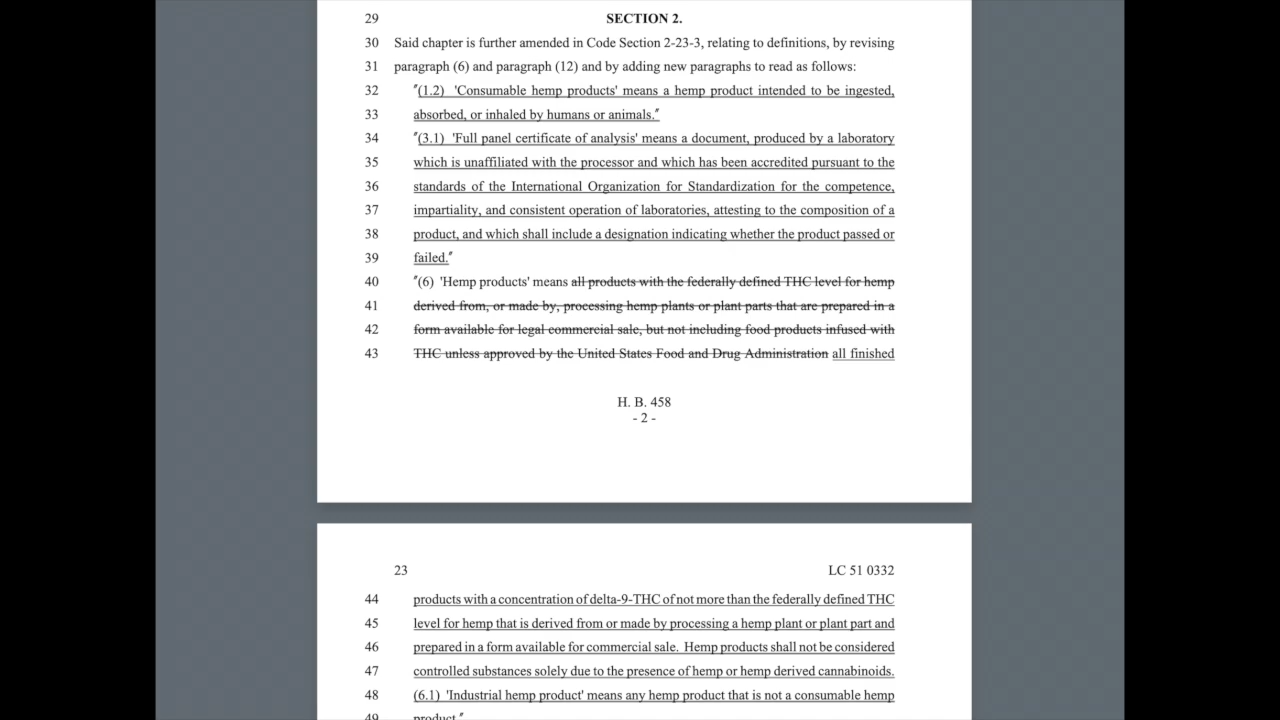 29 SECTION 2.
30 Said chapter is further amended in Code Section 2-23-3, relating to definitions, by revising
31 paragraph (6) and paragraph (12) and by adding new paragraphs to read as follows:
32 "(1.2) 'Consumable hemp products' means a hemp product intended to be ingested,
33 absorbed, or inhaled by humans or animals."
34 "(3.1) 'Full panel certificate of analysis' means a document, produced by a laboratory
35 which is unaffiliated with the processor and which has been accredited pursuant to the
36 standards of the International Organization for Standardization for the competence,
37 impartiality, and consistent operation of laboratories, attesting to the composition of a
38 product, and which shall include a designation indicating whether the product passed or
39 failed."
40 "(6) 'Hemp products' means all products with the federally defined THC level for hemp
41 derived from, or made by, processing hemp plants or plant parts that are prepared in a
42 form available for legal commercial sale, but not including food products infused with
43 THC unless approved by the United States Food and Drug Administration all finished
H. B. 458
- 2 -
23 LC 51 0332
44 products with a concentration of delta-9-THC of not more than the federally defined THC
45 level for hemp that is derived from or made by processing a hemp plant or plant part and
46 prepared in a form available for commercial sale. Hemp products shall not be considered
47 controlled substances solely due to the presence of hemp or hemp derived cannabinoids.
48 (6.1) 'Industrial hemp product' means any hemp product that is not a consumable hemp
49 product."